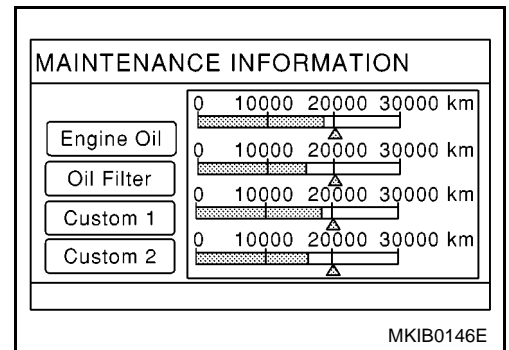 MAINTENANCE INFORMATION
0 10000 20000 30000 km
Engine Oil
0 10000 20000 30000 km
Oil Filter
0 10000 20000 30000 km
Custom 1
0 10000 20000 30000 km
Custom 2
MKIB0146E